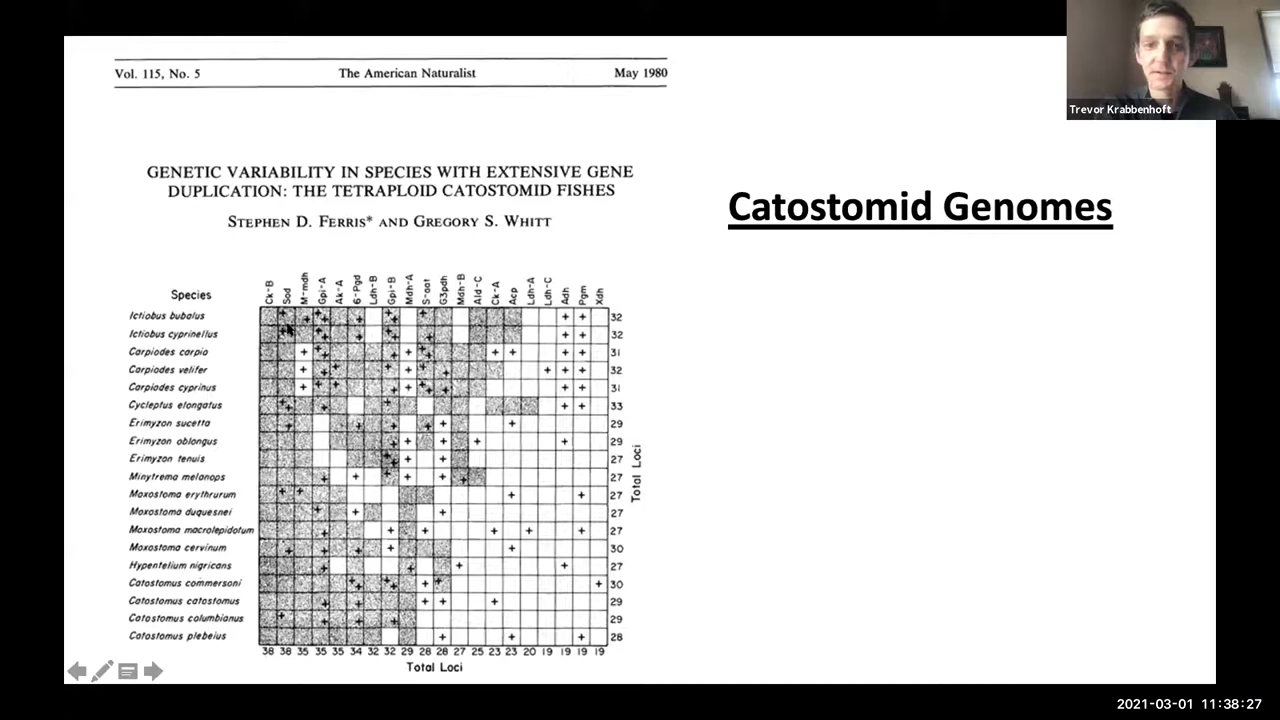 Vol. 115, No. 5 The American Naturalist May 1980
GENETIC VARIABILITY IN SPECIES WITH EXTENSIVE GENE
DUPLICATION: THE TETRAPLOID CATOSTOMID FISHES
STEPHEN D. FERRIS* AND GREGORY S. WHITT
Catostomid Genomes
Trevor Krabbenhoft
Species Ck-B Sod M-mdh Gpi-A Ak-A 6-Pgd Ldh-B Gpi-B Mdh-A S-aat G3pdh Mdh-B Ald-C Ck-A Acp Ldh-A Ldh-C Adh Pgm Xdh
Ictiobus bubalus 32
Ictiobus cyprinellus 32
Carpiodes carpio 31
Carpiodes velifer 32
Carpiodes cyprinus 31
Cycleptus elongatus 33
Erimyzon sucetta 29
Erimyzon oblongus 29
Erimyzon tenuis 27
Minytrema melanops 27
Moxostoma erythrurum 27
Moxostoma duquesnei 27
Moxostoma macrolepidotum 27
Moxostoma cervinum 30
Hypentelium nigricans 27
Catostomus commersoni 30
Catostomus catostomus 29
Catostomus columbianus 29
Catostomus plebeius 28
Total Loci
38 38 35 35 35 34 32 32 29 28 28 27 25 23 23 20 19 19 19 19
Total Loci
2021-03-01 11:38:27